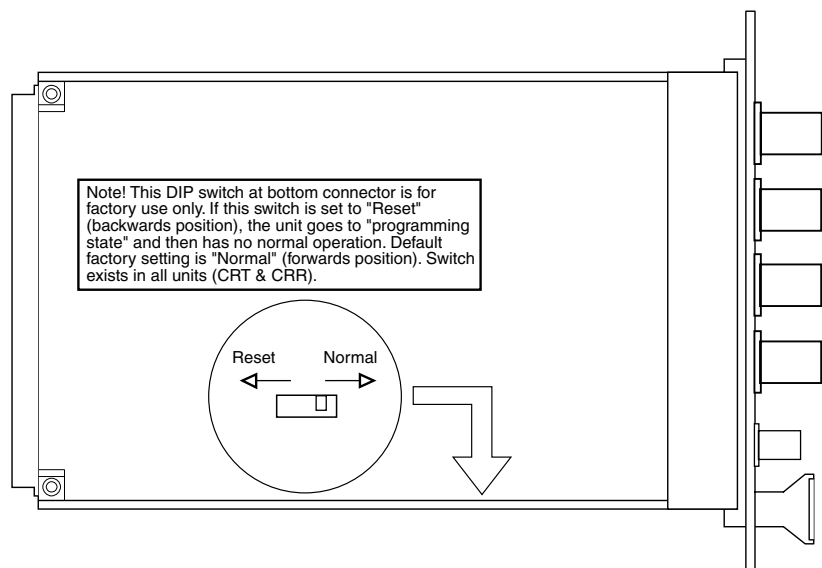 Note! This DIP switch at bottom connector is for
factory use only. If this switch is set to "Reset"
(backwards position), the unit goes to "programming
state" and then has no normal operation. Default
factory setting is "Normal" (forwards position). Switch
exists in all units (CRT & CRR).
Reset Normal